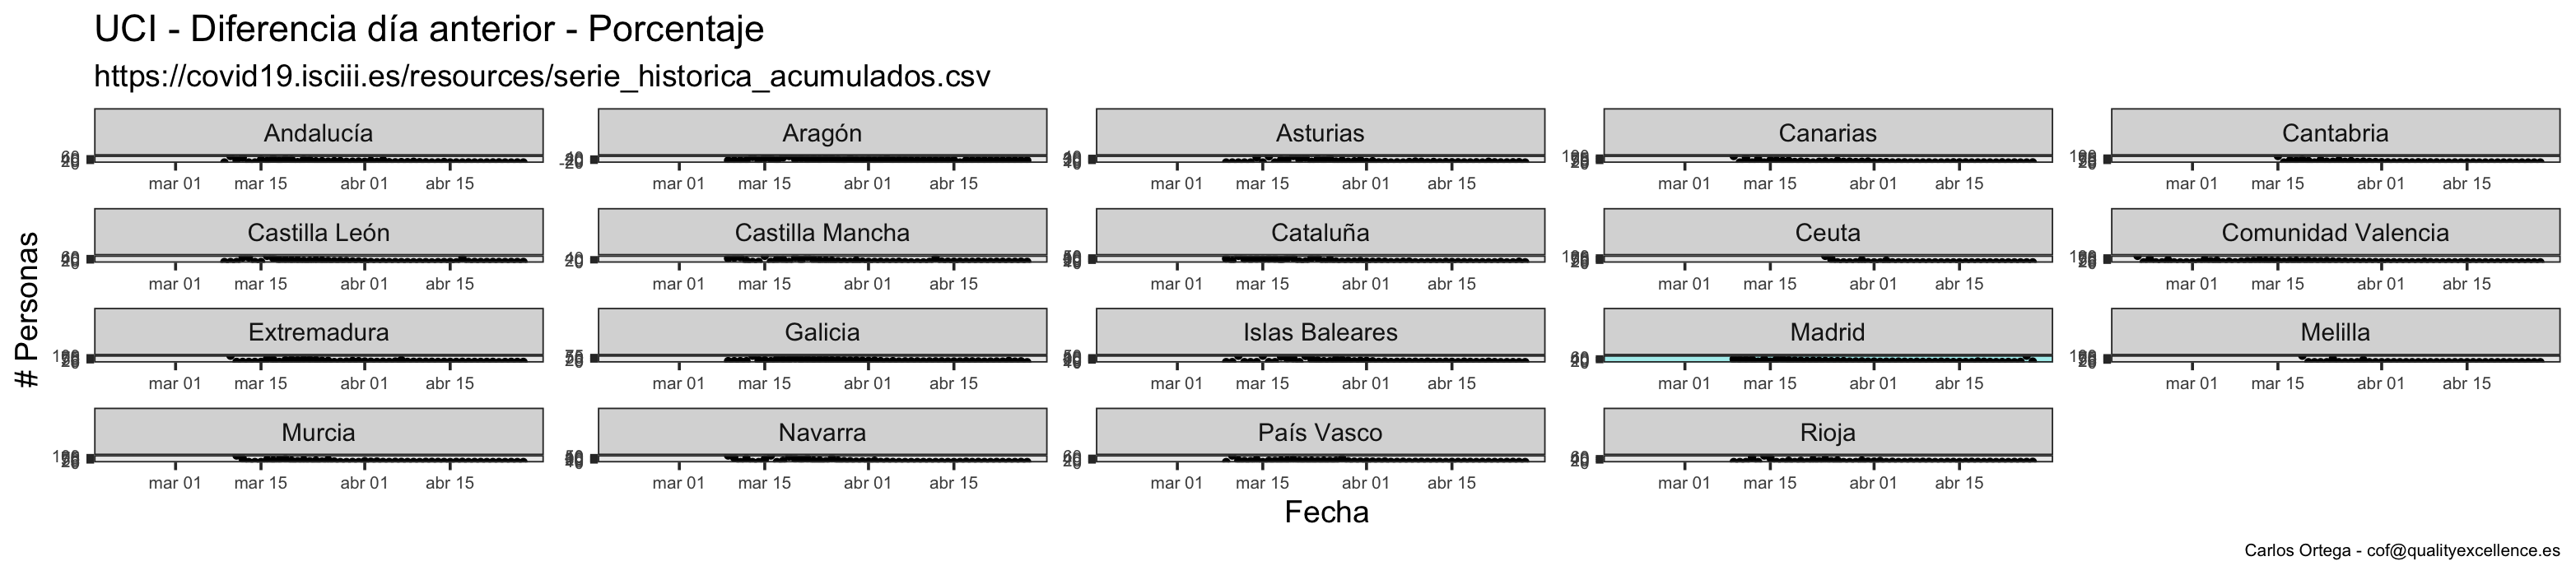 UCI - Diferencia día anterior - Porcentaje
https://covid19.isciii.es/resources/serie_historica_acumulados.csv
Andalucía
Aragón
Asturias
Canarias
Cantabria
mar 01 mar 15 abr 01 abr 15
mar 01 mar 15 abr 01 abr 15
mar 01 mar 15 abr 01 abr 15
mar 01 mar 15 abr 01 abr 15
mar 01 mar 15 abr 01 abr 15
Castilla León
Castilla Mancha
Cataluña
Ceuta
Comunidad Valencia
mar 01 mar 15 abr 01 abr 15
mar 01 mar 15 abr 01 abr 15
mar 01 mar 15 abr 01 abr 15
mar 01 mar 15 abr 01 abr 15
mar 01 mar 15 abr 01 abr 15
# Personas
Extremadura
Galicia
Islas Baleares
Madrid
Melilla
mar 01 mar 15 abr 01 abr 15
mar 01 mar 15 abr 01 abr 15
mar 01 mar 15 abr 01 abr 15
mar 01 mar 15 abr 01 abr 15
mar 01 mar 15 abr 01 abr 15
Murcia
Navarra
País Vasco
Rioja
mar 01 mar 15 abr 01 abr 15
mar 01 mar 15 abr 01 abr 15
mar 01 mar 15 abr 01 abr 15
mar 01 mar 15 abr 01 abr 15
Fecha
Carlos Ortega - cof@qualityexcellence.es